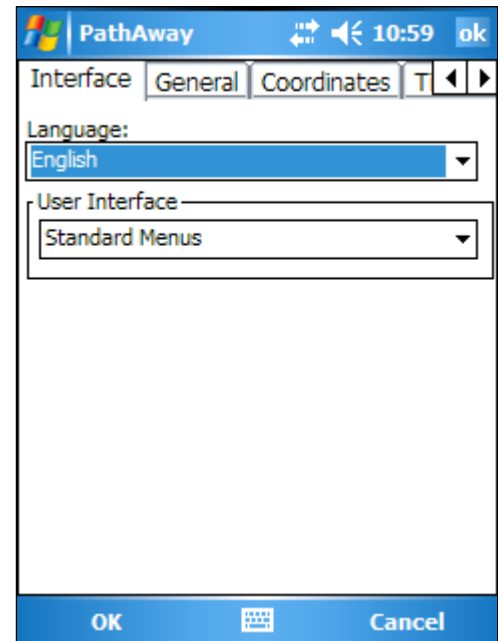 PathAway 10:59 ok
Interface General Coordinates
Language:
English
User Interface
Standard Menus
OK Cancel